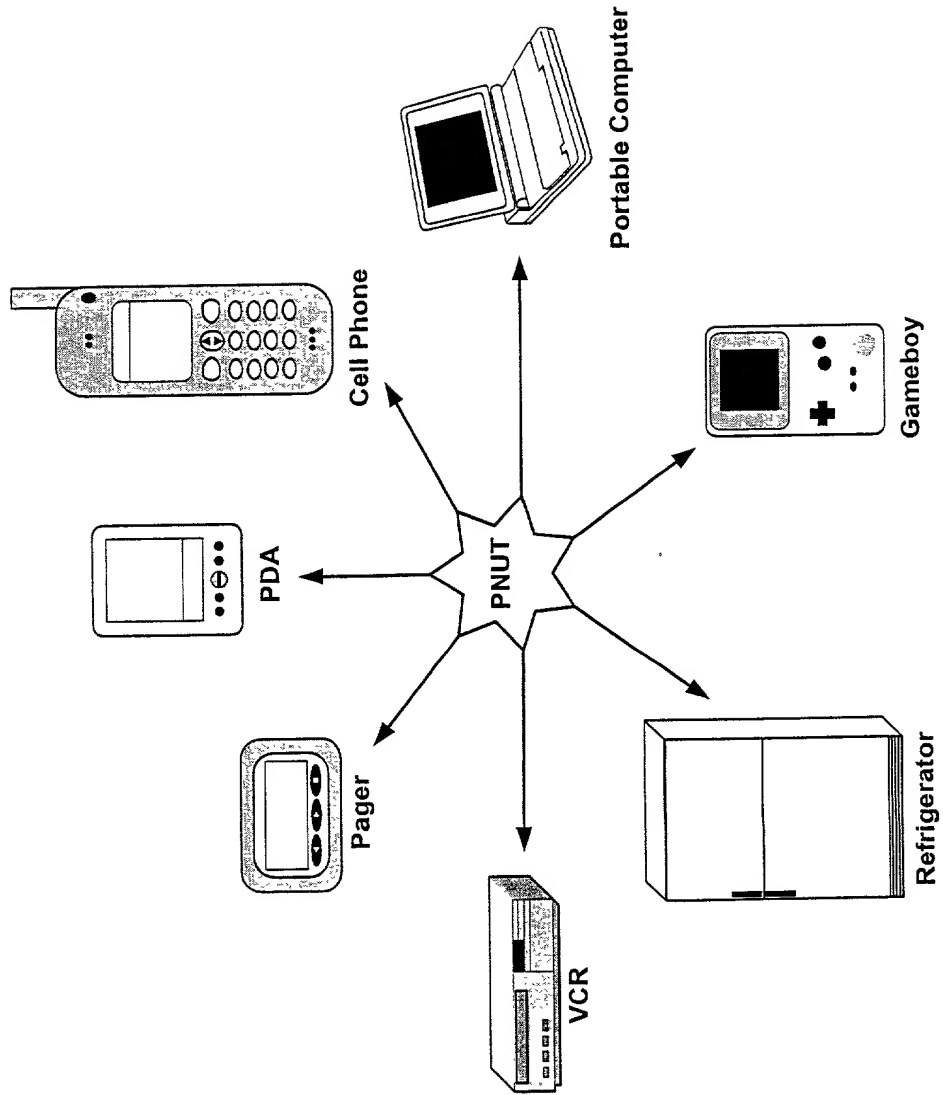 Cell Phone
PDA
Pager
Portable Computer
PNUT
VCR
Gameboy
Refrigerator